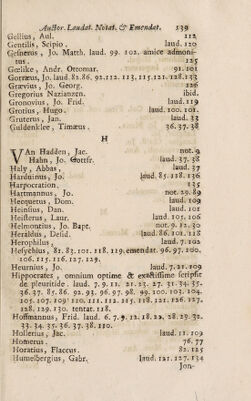 Auctor. Laudat. Notat. & Emendat. 139
Gellius, Aul. 112
Gentilis, Scipio. laud. 120
Gesnerus, Jo. Matth. laud. 99. 102. amice admoni-
tus. 125
Gœlike, Andr. Ottomar. 91. 101
Gorræus, Jo. laud. 82. 86. 92. 112. 113. 115. 121. 128. 133
Grævius, Jo. Georg. 126
Gregorius Nazianzen. ibid.
Gronovius, Jo. Frid. laud. 119
Grotius, Hugo. laud. 100. 101.
Gruterus, Jan. laud. 33
Guldenklee, Timæus. 36. 37. 38
H
VAn Hadden, Jac. not. 9
Hahn, Jo. Gottfr. laud. 37. 38
Haly, Abbas, laud. 37
Harduinus, Jo. laud. 85. 118. 136
Harpocration. 135
Hartmannus, Jo. not. 29. 89
Hecquetus, Dom. laud. 109
Heinsius, Dan. laud. 101
Heisterus, Laur. laud. 105. 106
Helmontius, Jo. Bapt. not. 9. 12. 30
Heraldus, Desid. laud. 86. 101. 118
Herophilus, laud. 7. 102
Hesychius, 81. 83. 101. 118. 119. emendat. 96. 97. 100.
106. 115. 116. 127. 129.
Heurnius, Jo. laud. 7. 21. 109
Hippocrates, omnium optime & exactissime scripsit
de pleuritide. laud. 7. 9. 11. 21. 23. 27. 31. 34. 35.
36. 37. 85. 86. 92. 93. 96. 97. 98. 99. 100. 103. 104.
105. 107. 109. 110. 111. 112. 115. 118. 121. 126. 127.
128. 129. 130. tentat. 118.
Hoffmannus, Frid. laud. 6. 7. 9. 12. 18. 22. 28. 29. 32.
33. 34. 35. 36. 37. 38. 110.
Hollerius, Jac. laud. 11. 109
Homerus. 76. 77
Horatius, Flaccus. 82. 125
Humelbergius, Gabr. laud. 121. 127. 134
Jon-